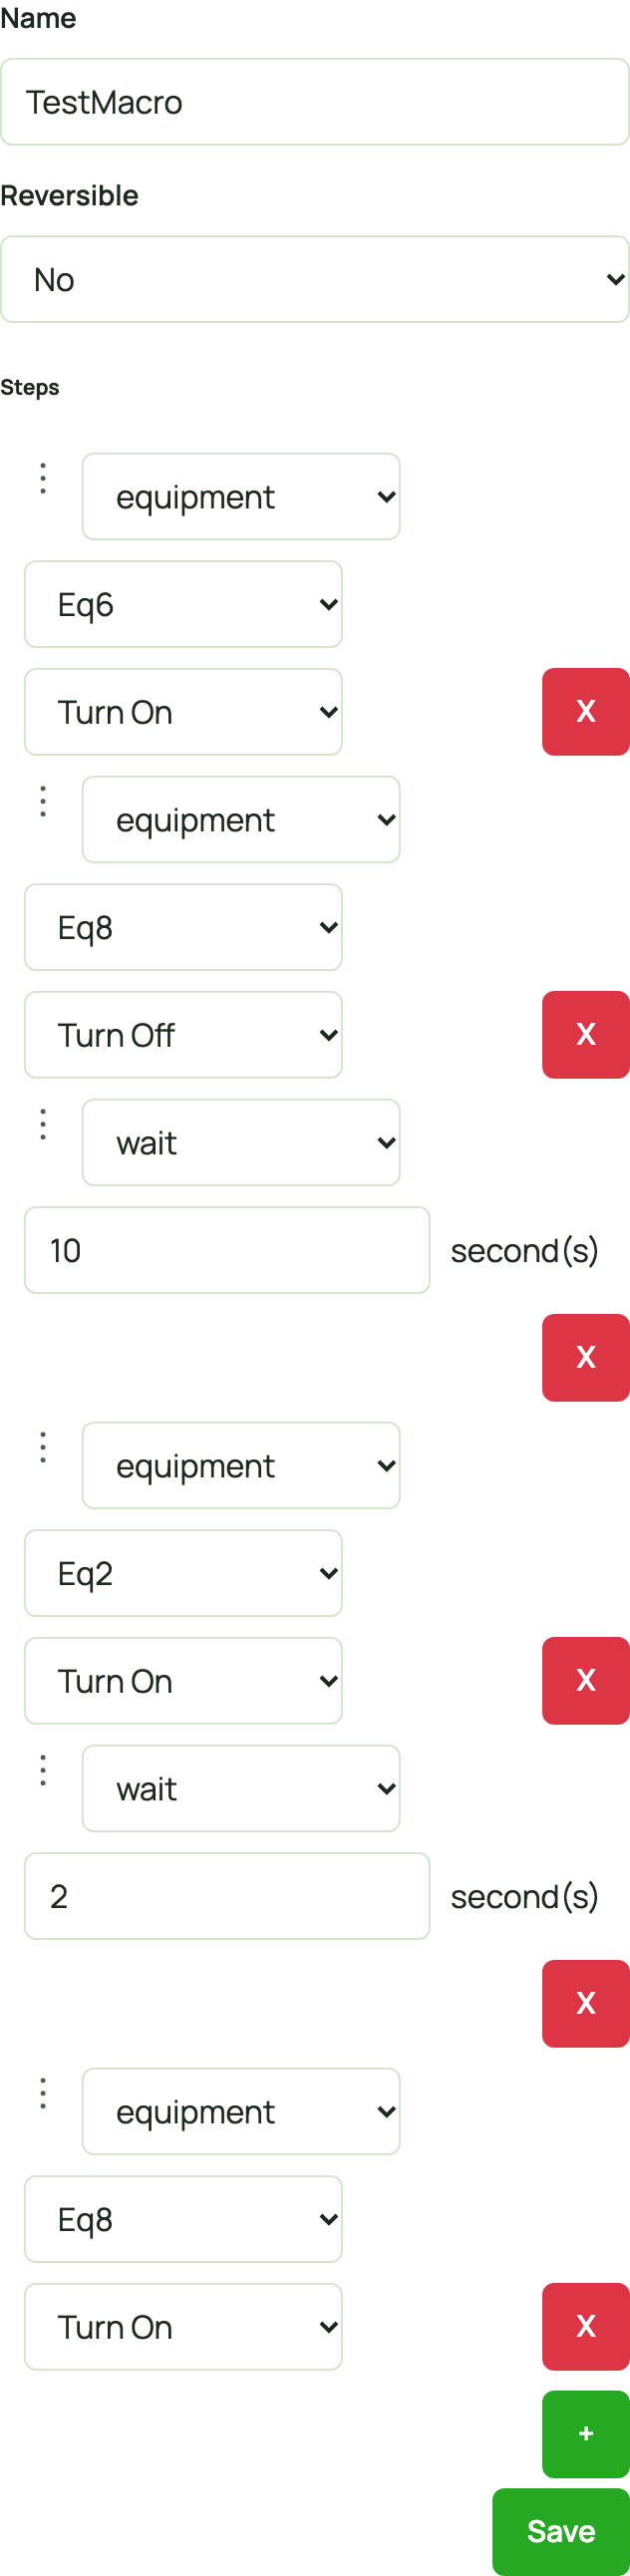 Name
TestMacro
Reversible
No
Steps
equipment
Eq6
Turn On
X
equipment
Eq8
Turn Off
X
wait
10 second(s)
X
equipment
Eq2
Turn On
X
wait
2 second(s)
X
equipment
Eq8
Turn On
X
+
Save